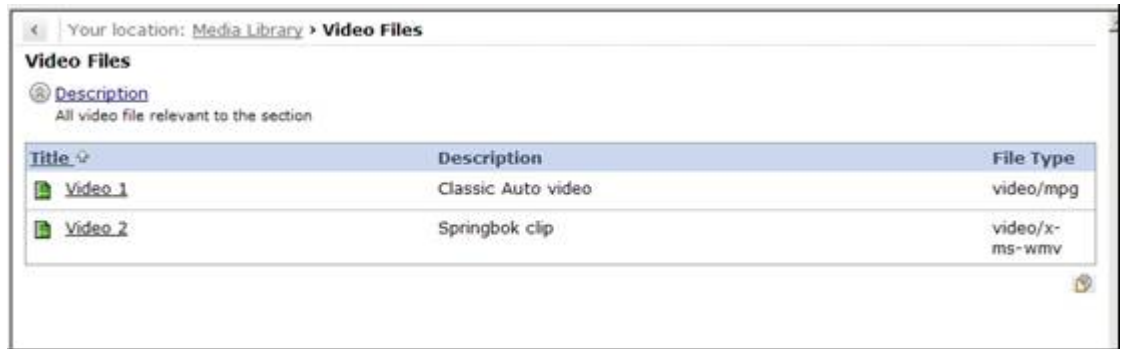 Your location: Media Library › Video Files
Video Files
Description
All video file relevant to the section
Title Description File Type
Video 1 Classic Auto video video/mpg
Video 2 Springbok clip video/x-
ms-wmv